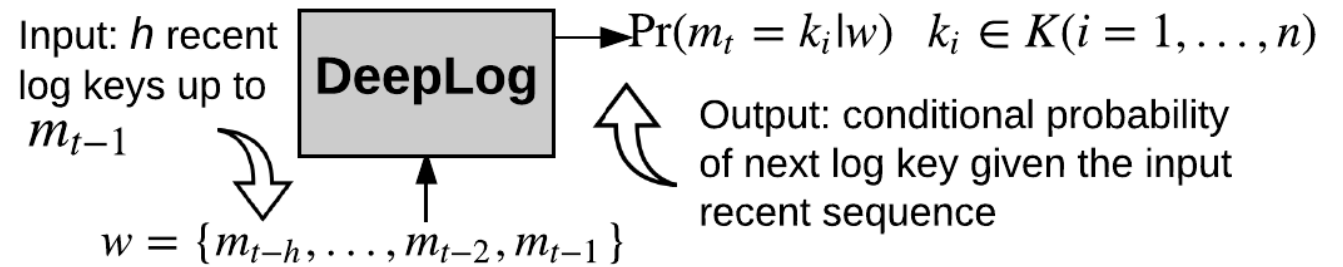 Input: h recent
log keys up to
m_{t−1}
DeepLog
Pr(m_t = k_i|w) k_i ∈ K(i = 1, . . . , n)
Output: conditional probability
of next log key given the input
recent sequence
w = {m_{t−h}, . . . , m_{t−2}, m_{t−1}}